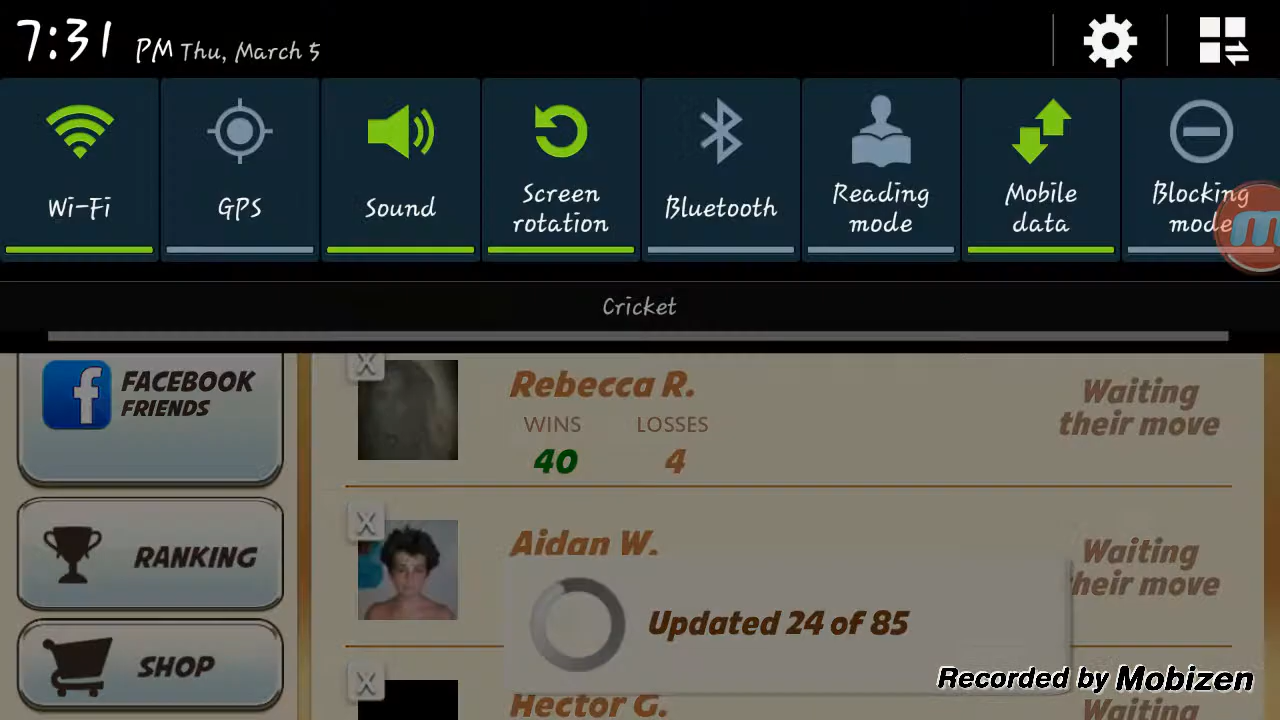 7:31 PM Thu, March 5
Wi-Fi
GPS
Sound
Screen
rotation
Bluetooth
Reading
mode
Mobile
data
Blocking
mode
m
Cricket
f
FACEBOOK
FRIENDS
X
Rebecca R.
WINS LOSSES
40 4
Waiting
their move
RANKING
X
Aidan W.
Waiting
their move
Updated 24 of 85
SHOP
X
Hector G.
Waiting
Recorded by Mobizen